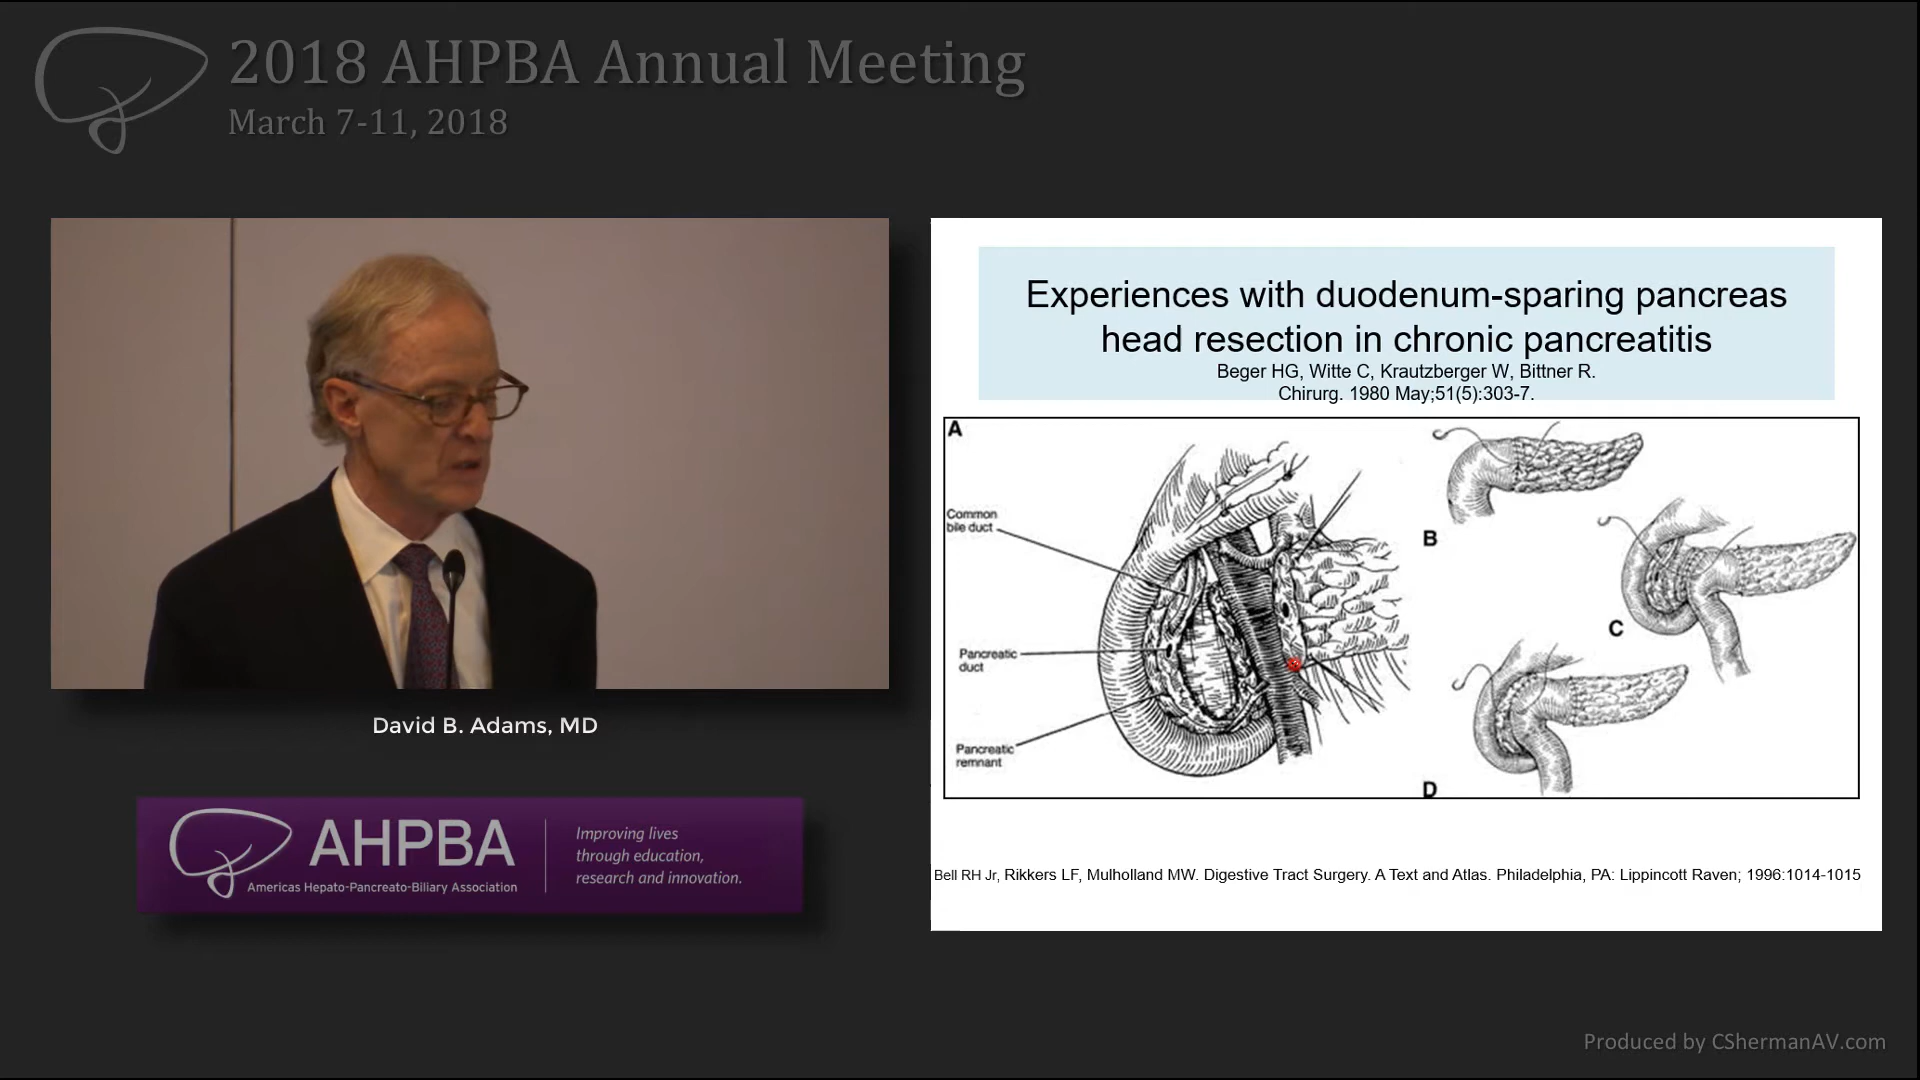 2018 AHPBA Annual Meeting
March 7-11, 2018
Experiences with duodenum-sparing pancreas
head resection in chronic pancreatitis
Beger HG, Witte C, Krautzberger W, Bittner R.
Chirurg. 1980 May;51(5):303-7.
A
Common
bile duct
Pancreatic
duct
Pancreatic
remnant
B
C
D
Bell RH Jr, Rikkers LF, Mulholland MW. Digestive Tract Surgery. A Text and Atlas. Philadelphia, PA: Lippincott Raven; 1996:1014-1015
David B. Adams, MD
AHPBA
Americas Hepato-Pancreato-Biliary Association
Improving lives
through education,
research and innovation.
Produced by CShermanAV.com